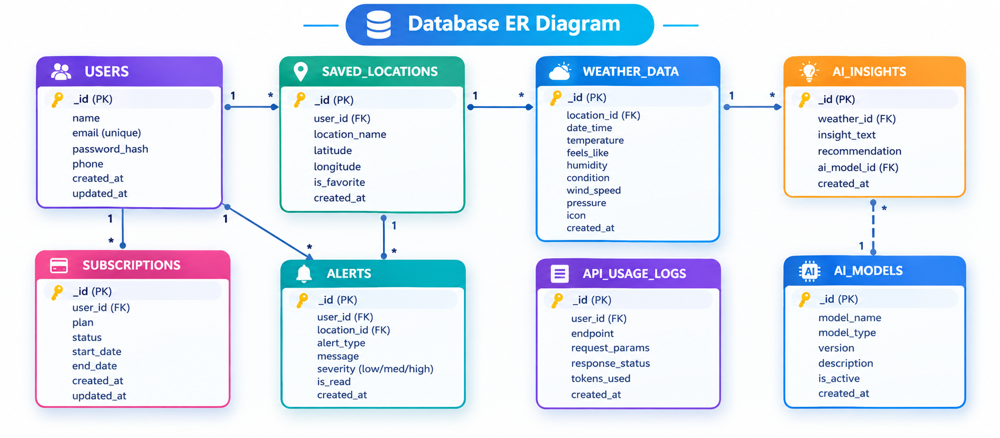 Database ER Diagram
USERS
_id (PK)
name
email (unique)
password_hash
phone
created_at
updated_at
1
*
SAVED_LOCATIONS
_id (PK)
user_id (FK)
location_name
latitude
longitude
is_favorite
created_at
1
*
WEATHER_DATA
_id (PK)
location_id (FK)
date_time
temperature
feels_like
humidity
condition
wind_speed
pressure
icon
created_at
1
*
AI_INSIGHTS
_id (PK)
weather_id (FK)
insight_text
recommendation
ai_model_id (FK)
created_at
1
*
1
*
1
*
*
1
SUBSCRIPTIONS
_id (PK)
user_id (FK)
plan
status
start_date
end_date
created_at
updated_at
ALERTS
_id (PK)
user_id (FK)
location_id (FK)
alert_type
message
severity (low/med/high)
is_read
created_at
API_USAGE_LOGS
_id (PK)
user_id (FK)
endpoint
request_params
response_status
tokens_used
created_at
AI
AI_MODELS
_id (PK)
model_name
model_type
version
description
is_active
created_at